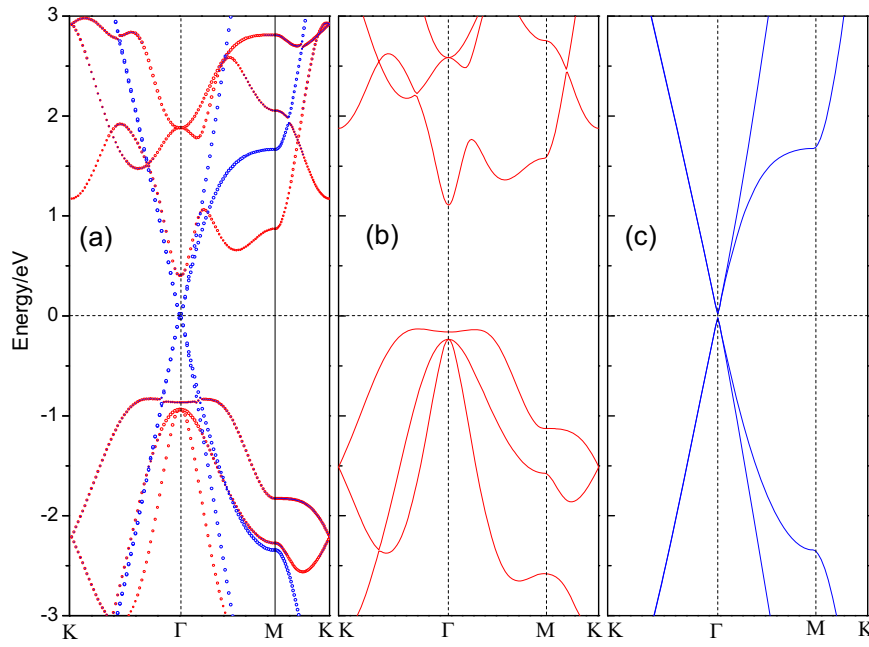 3
2
1
0
-1
-2
-3
Energy/eV
(a)
(b)
(c)
K Γ M K K Γ M K K Γ M K